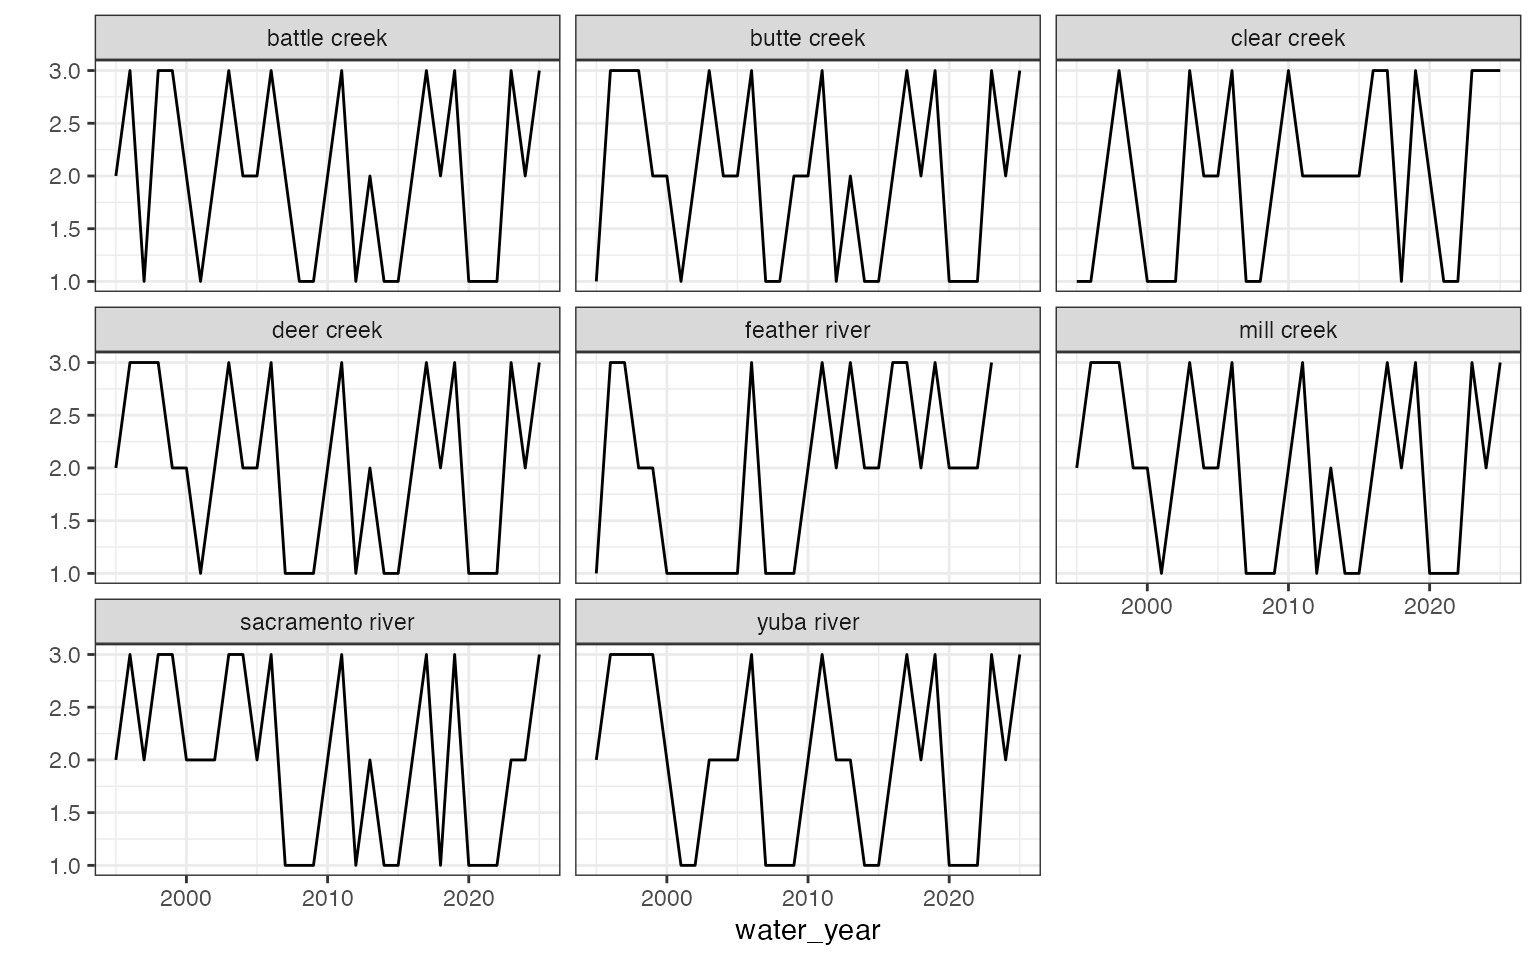 battle creek
butte creek
clear creek
3.0
2.5
2.0
1.5
1.0
deer creek
feather river
mill creek
3.0
2.5
2.0
1.5
1.0
2000 2010 2020
sacramento river
yuba river
3.0
2.5
2.0
1.5
1.0
2000 2010 2020
2000 2010 2020
water_year